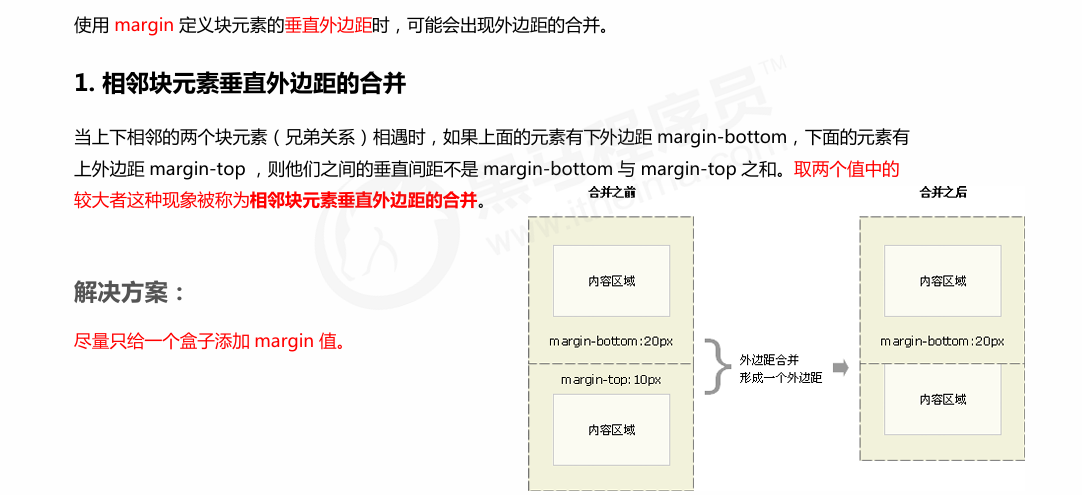 使用 margin 定义块元素的垂直外边距时，可能会出现外边距的合并。
1. 相邻块元素垂直外边距的合并
当上下相邻的两个块元素（兄弟关系）相遇时，如果上面的元素有下外边距 margin-bottom，下面的元素有
上外边距 margin-top ，则他们之间的垂直间距不是 margin-bottom 与 margin-top 之和。取两个值中的
较大者这种现象被称为相邻块元素垂直外边距的合并。
解决方案：
尽量只给一个盒子添加 margin 值。
合并之前
内容区域
margin-bottom:20px
margin-top:10px
内容区域
外边距合并
形成一个外边距
合并之后
内容区域
margin-bottom:20px
内容区域
黑马程序员™